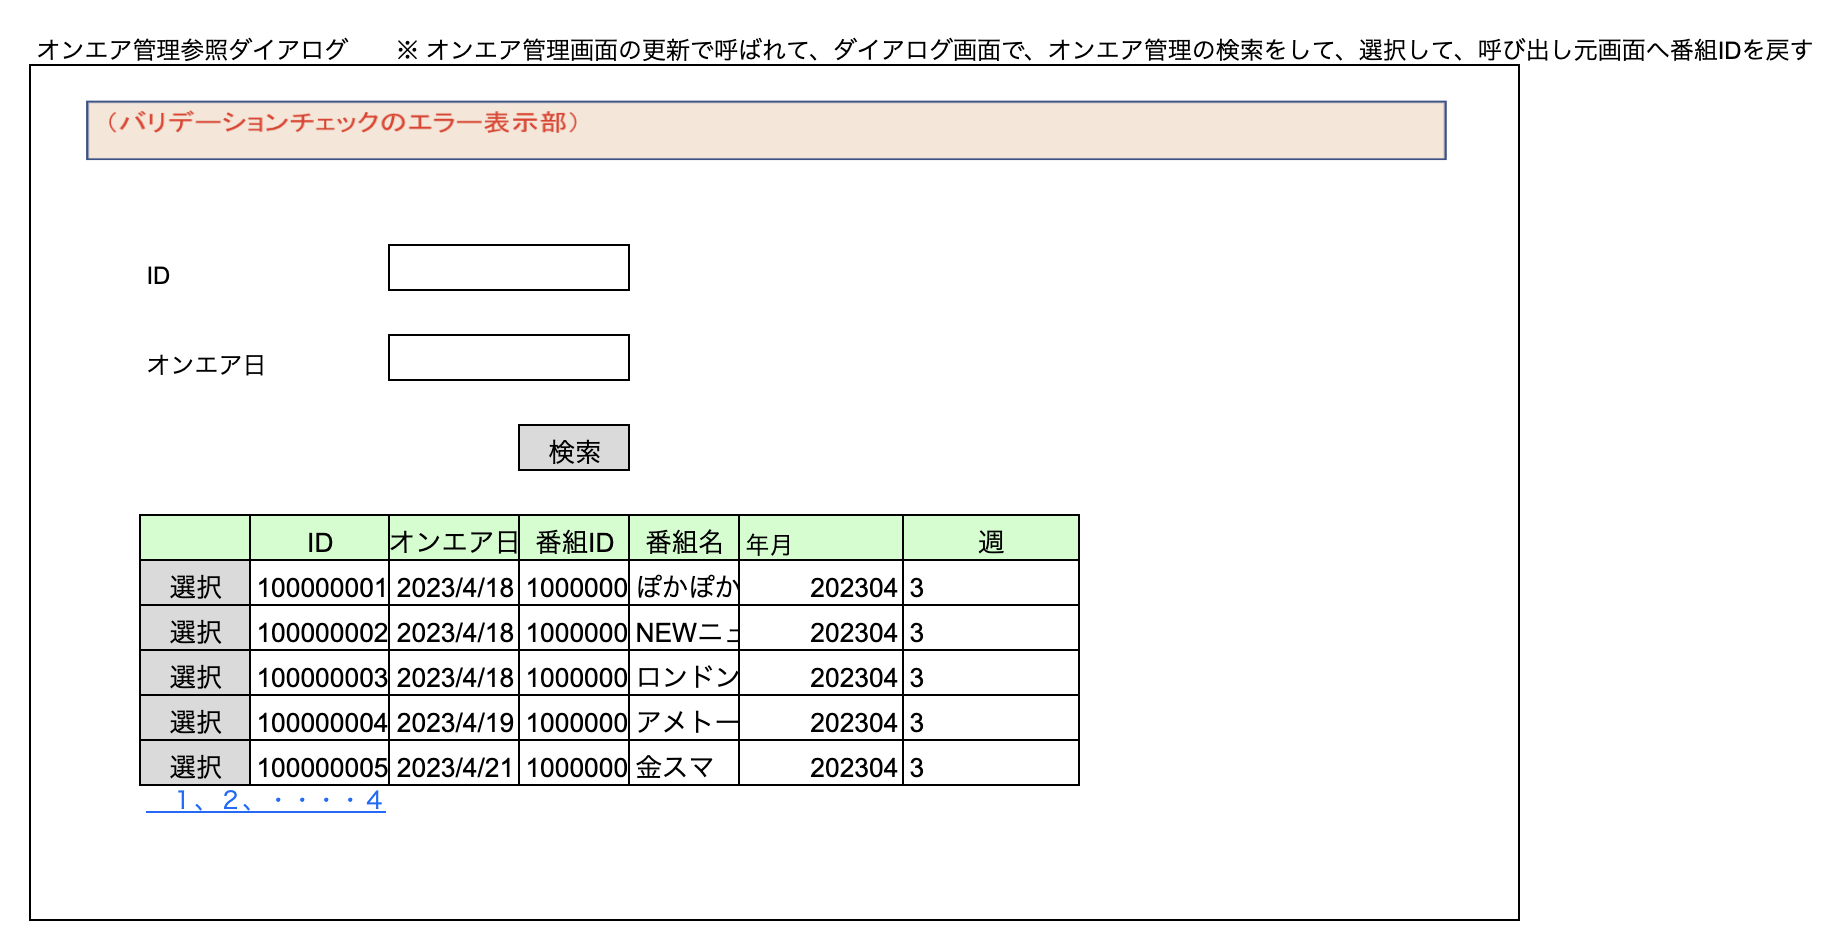 オンエア管理参照ダイアログ　　※ オンエア管理画面の更新で呼ばれて、ダイアログ画面で、オンエア管理の検索をして、選択して、呼び出し元画面へ番組IDを戻す
（バリデーションチェックのエラー表示部）
ID
オンエア日
検索
ID オンエア日 番組ID 番組名 年月 週
選択 100000001 2023/4/18 1000000 ぽかぽか 202304 3
選択 100000002 2023/4/18 1000000 NEWニュ 202304 3
選択 100000003 2023/4/18 1000000 ロンドン 202304 3
選択 100000004 2023/4/19 1000000 アメトー 202304 3
選択 100000005 2023/4/21 1000000 金スマ 202304 3
１、２、・・・・４